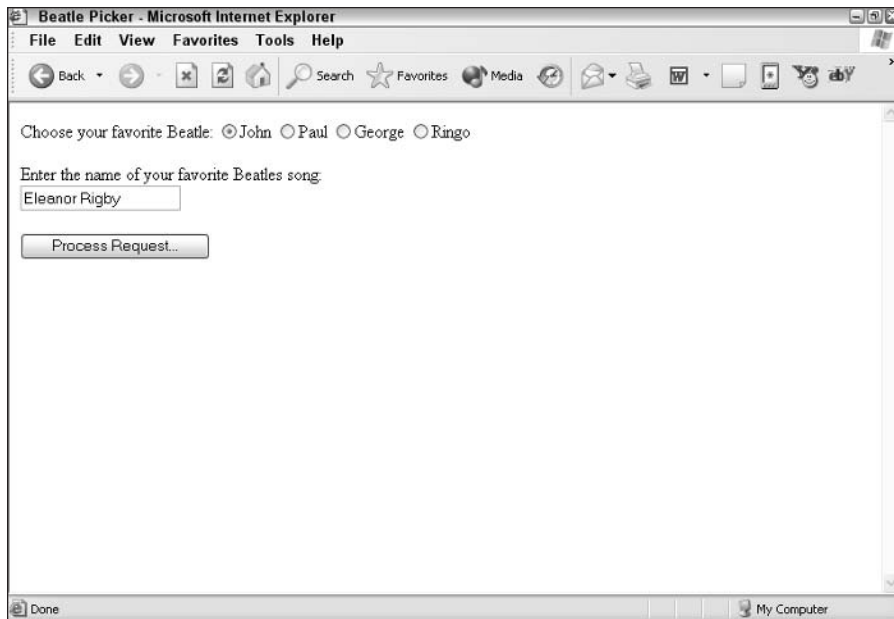 Beatle Picker - Microsoft Internet Explorer
File Edit View Favorites Tools Help
Back Search Favorites Media W abY
Choose your favorite Beatle: John Paul George Ringo
Enter the name of your favorite Beatles song:
Eleanor Rigby
Process Request...
Done My Computer